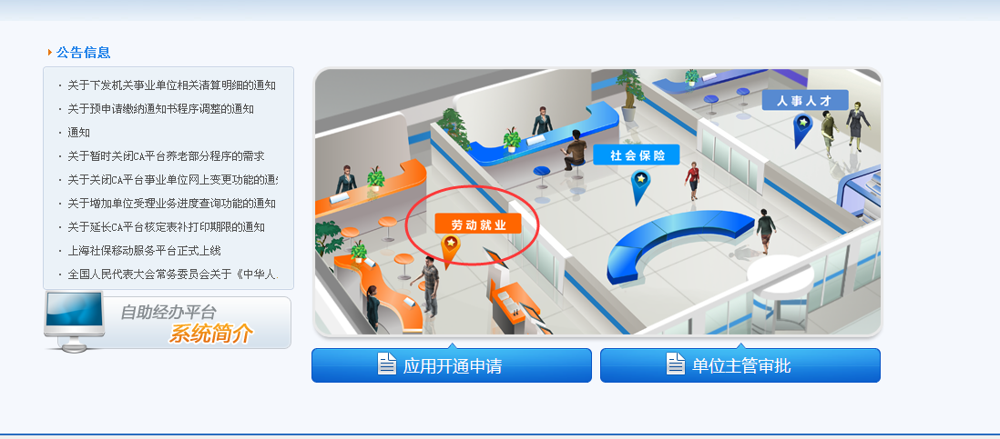 公告信息
关于下发机关事业单位相关清算明细的通知
关于预申请缴纳通知书程序调整的通知
通知
关于暂时关闭CA平台养老部分程序的需求
关于关闭CA平台事业单位网上变更功能的通
关于增加单位受理业务进度查询功能的通知
关于延长CA平台核定表补打印期限的通知
上海社保移动服务平台正式上线
全国人民代表大会常务委员会关于《中华人
自助经办平台
系统简介
人事人才
社会保险
劳动就业
应用开通申请
单位主管审批